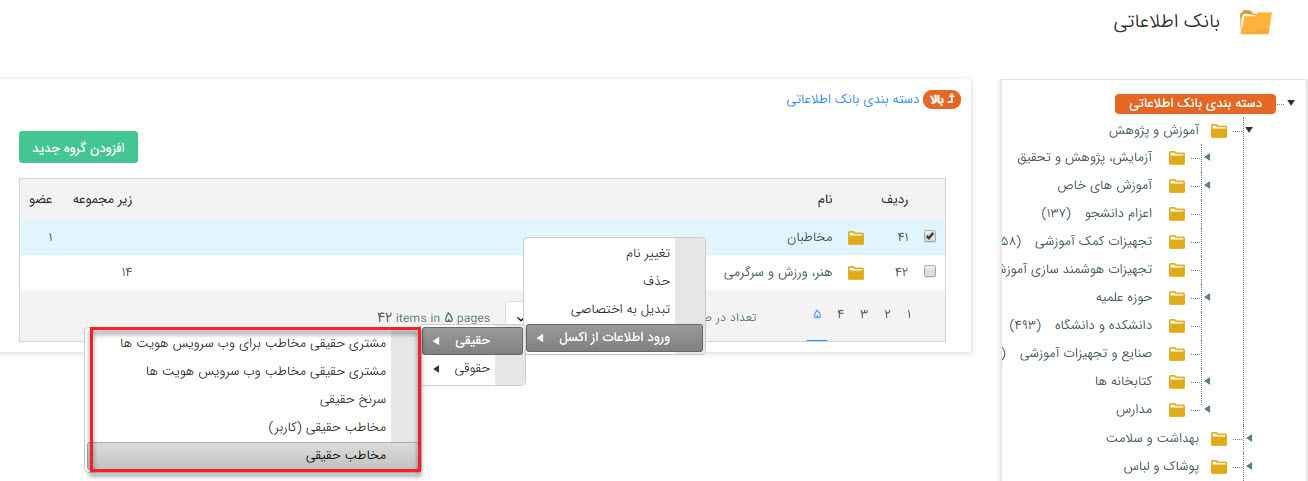 بانک اطلاعاتی
دسته بندی بانک اطلاعاتی
آموزش و پژوهش
آزمایش، پژوهش و تحقیق
آموزش های خاص
اعزام دانشجو (۱۳۷)
تجهیزات کمک آموزشی (۵۸
تجهیزات هوشمند سازی آموزش
حوزه علمیه
دانشکده و دانشگاه (۴۹۳)
صنایع و تجهیزات آموزشی (
کتابخانه ها
مدارس
بهداشت و سلامت
پوشاک و لباس
بالا دسته بندی بانک اطلاعاتی
افزودن گروه جدید
ردیف نام زیر مجموعه عضو
۴۱ مخاطبان ۱
۴۲ هنر، ورزش و سرگرمی ۱۴
۱ ۲ ۳ ۴ ۵ تعداد در ۴۲ items in ۵ pages
تغییر نام
حذف
تبدیل به اختصاصی
ورود اطلاعات از اکسل
حقیقی
حقوقی
مشتری حقیقی مخاطب برای وب سرویس هویت ها
مشتری حقیقی مخاطب وب سرویس هویت ها
سرنخ حقیقی
مخاطب حقیقی (کاربر)
مخاطب حقیقی